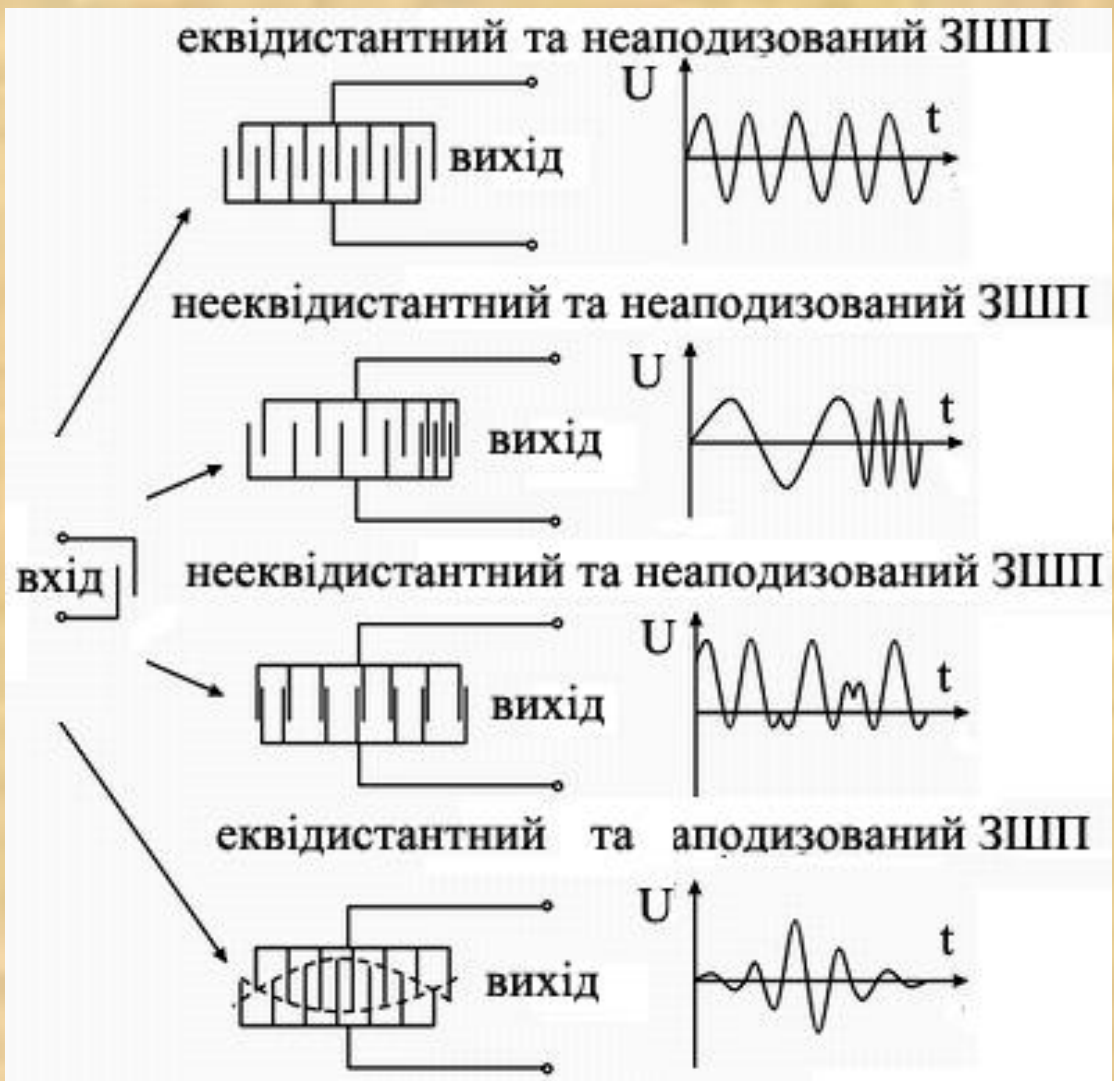 еквідистантний та неаподизований ЗШП
U
t
вихід
нееквідистантний та неаподизований ЗШП
U
t
вихід
вхід
нееквідистантний та неаподизований ЗШП
U
t
вихід
еквідистантний та аподизований ЗШП
U
t
вихід